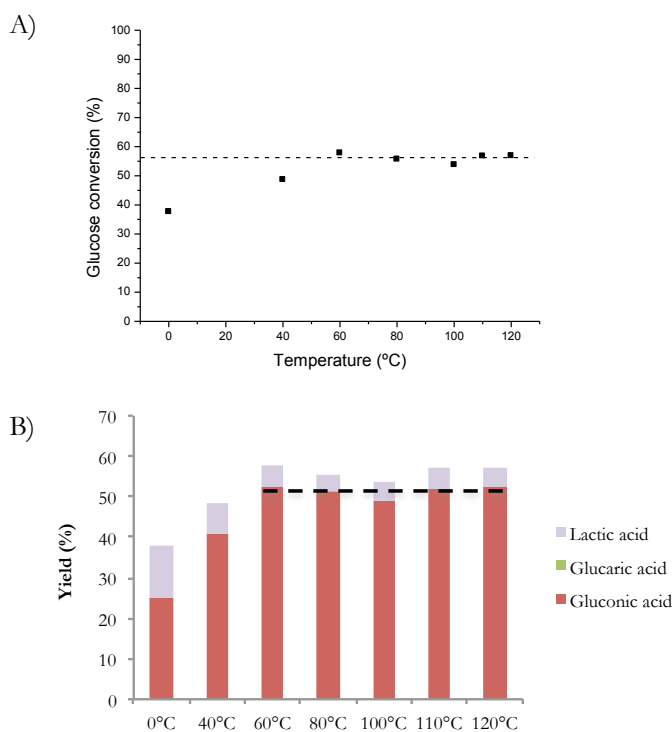 A)
100
90
80
70
60
50
40
30
20
10
0
Glucose conversion (%)
0 20 40 60 80 100 120
Temperature (ºC)
B)
70
60
50
40
30
20
10
0
Yield (%)
Lactic acid
Glucaric acid
Gluconic acid
0°C 40°C 60°C 80°C 100°C 110°C 120°C